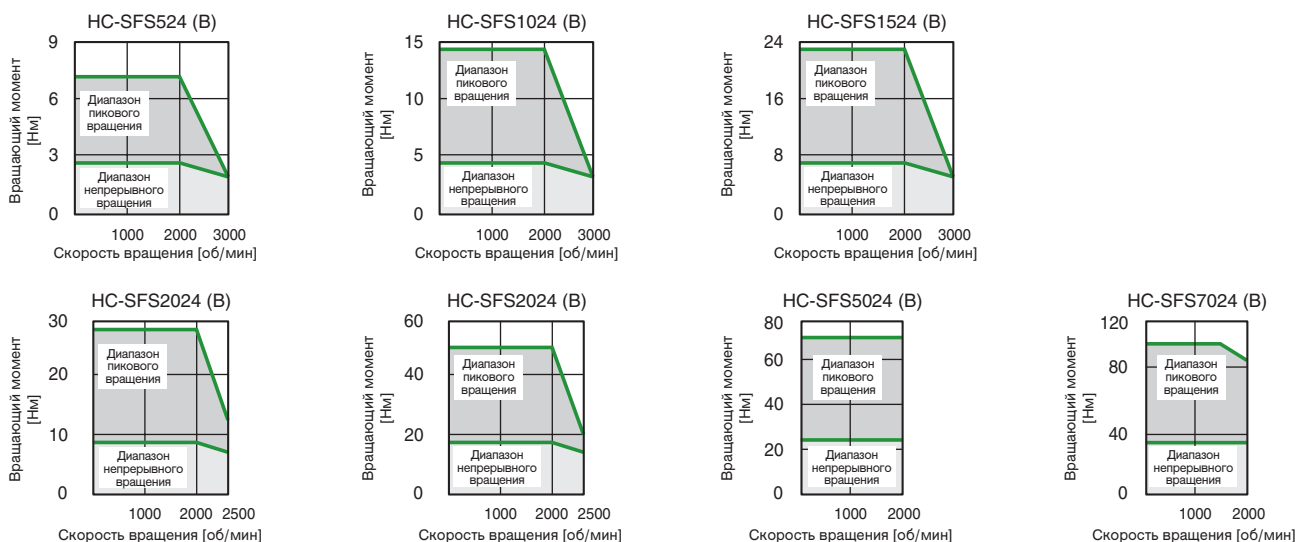 HC-SFS524 (B)
Вращающий момент
[Нм]
9
6
3
0
Диапазон
пикового
вращения
Диапазон
непрерывного
вращения
1000 2000 3000
Скорость вращения [об/мин]
HC-SFS1024 (B)
Вращающий момент
[Нм]
15
10
5
0
Диапазон
пикового
вращения
Диапазон
непрерывного
вращения
1000 2000 3000
Скорость вращения [об/мин]
HC-SFS1524 (B)
Вращающий момент
[Нм]
24
16
8
0
Диапазон
пикового
вращения
Диапазон
непрерывного
вращения
1000 2000 3000
Скорость вращения [об/мин]
HC-SFS2024 (B)
Вращающий момент
[Нм]
30
20
10
0
Диапазон
пикового
вращения
Диапазон
непрерывного
вращения
1000 2000 2500
Скорость вращения [об/мин]
HC-SFS2024 (B)
Вращающий момент
[Нм]
60
40
20
0
Диапазон
пикового
вращения
Диапазон
непрерывного
вращения
1000 2000 2500
Скорость вращения [об/мин]
HC-SFS5024 (B)
Вращающий момент
[Нм]
80
60
40
20
0
Диапазон
пикового
вращения
Диапазон
непрерывного
вращения
1000 2000
Скорость вращения [об/мин]
HC-SFS7024 (B)
Вращающий момент
[Нм]
120
80
40
0
Диапазон
пикового
вращения
Диапазон
непрерывного
вращения
1000 2000
Скорость вращения [об/мин]